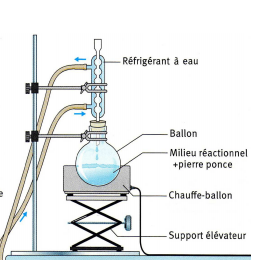 Réfrigérant à eau
Ballon
Milieu réactionnel
+pierre ponce
Chauffe-ballon
Support élévateur